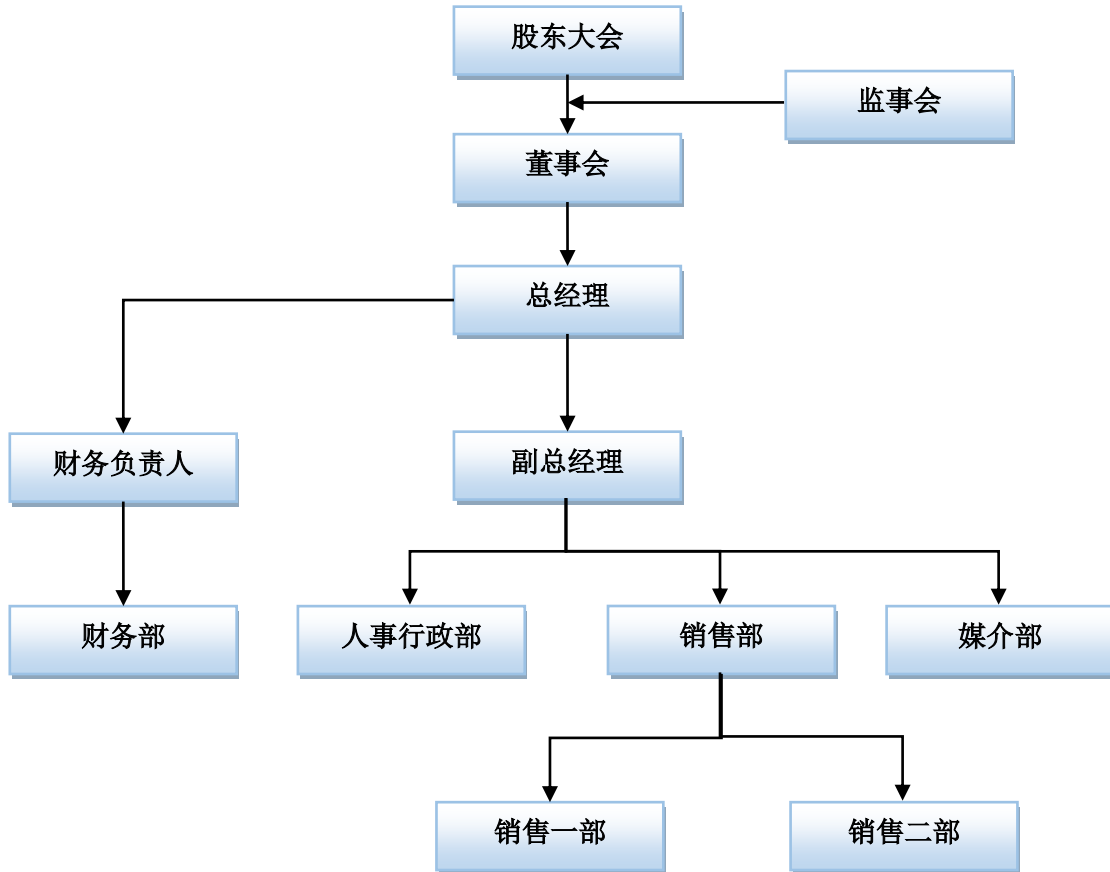 股东大会
监事会
董事会
总经理
财务负责人
副总经理
财务部
人事行政部
销售部
媒介部
销售一部
销售二部